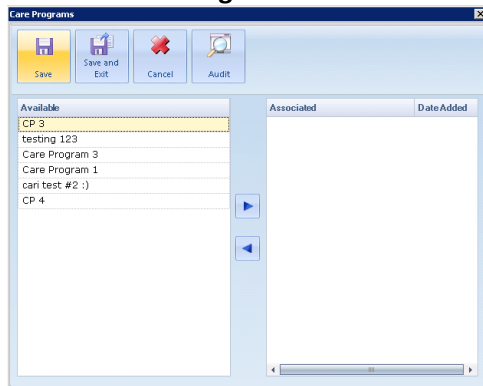 Care Programs
Save
Save and
Exit
Cancel
Audit
Available
CP 3
testing 123
Care Program 3
Care Program 1
cari test #2 :)
CP 4
Associated
Date Added